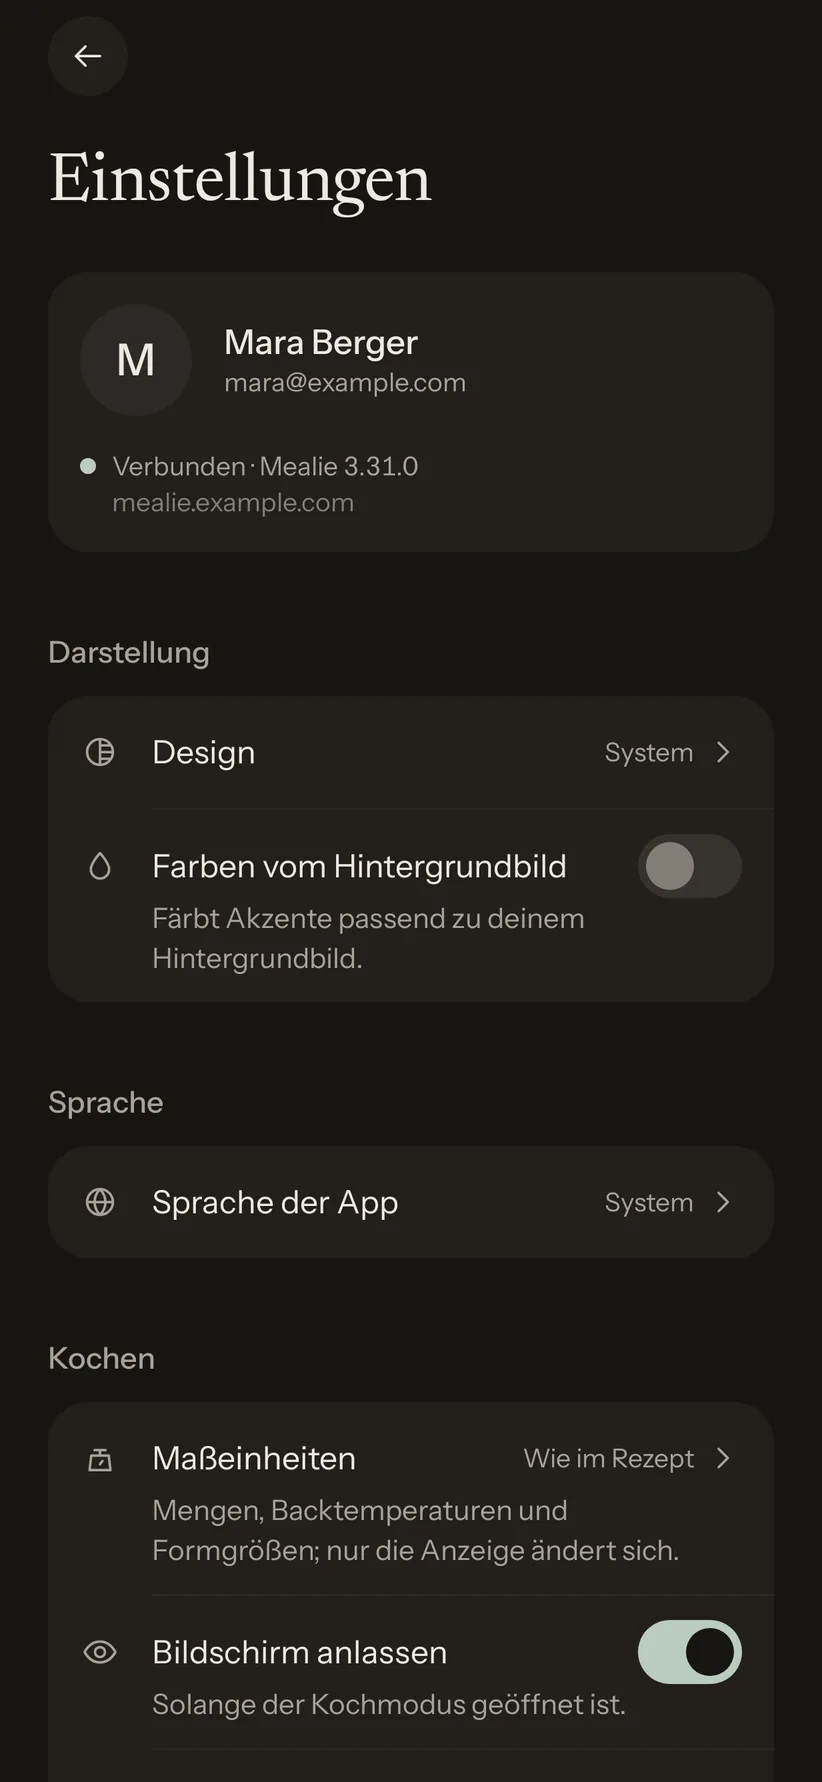 Einstellungen
M
Mara Berger
mara@example.com
Verbunden · Mealie 3.31.0
mealie.example.com
Darstellung
Design System
Farben vom Hintergrundbild
Färbt Akzente passend zu deinem
Hintergrundbild.
Sprache
Sprache der App System
Kochen
Maßeinheiten Wie im Rezept
Mengen, Backtemperaturen und
Formgrößen; nur die Anzeige ändert sich.
Bildschirm anlassen
Solange der Kochmodus geöffnet ist.